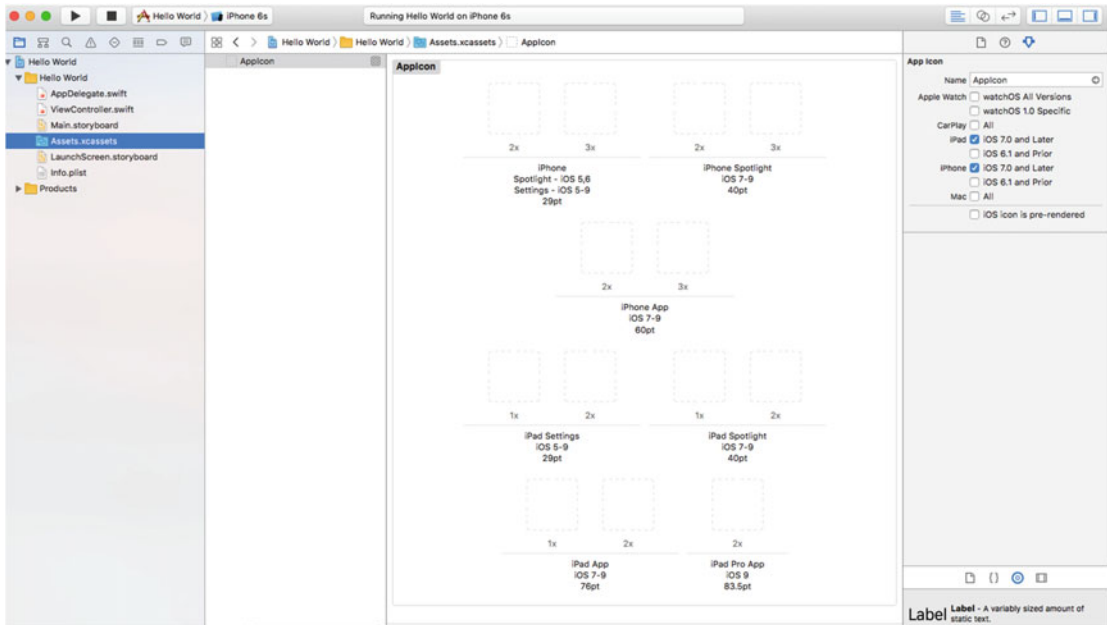 Hello World
iPhone 6s
Running Hello World on iPhone 6s
Hello World
Hello World
Assets.xcassets
AppIcon
Hello World
Hello World
AppDelegate.swift
ViewController.swift
Main.storyboard
Assets.xcassets
LaunchScreen.storyboard
Info.plist
Products
AppIcon
AppIcon
2x 3x
iPhone
Spotlight - iOS 5,6
Settings - iOS 5-9
29pt
2x 3x
iPhone Spotlight
iOS 7-9
40pt
2x 3x
iPhone App
iOS 7-9
60pt
1x 2x
iPad Settings
iOS 5-9
29pt
1x 2x
iPad Spotlight
iOS 7-9
40pt
1x 2x
iPad App
iOS 7-9
76pt
2x
iPad Pro App
iOS 9
83.5pt
App Icon
Name AppIcon
Apple Watch watchOS All Versions
watchOS 1.0 Specific
CarPlay All
iPad iOS 7.0 and Later
iOS 6.1 and Prior
iPhone iOS 7.0 and Later
iOS 6.1 and Prior
Mac All
iOS icon is pre-rendered
Label Label - A variably sized amount of
static text.